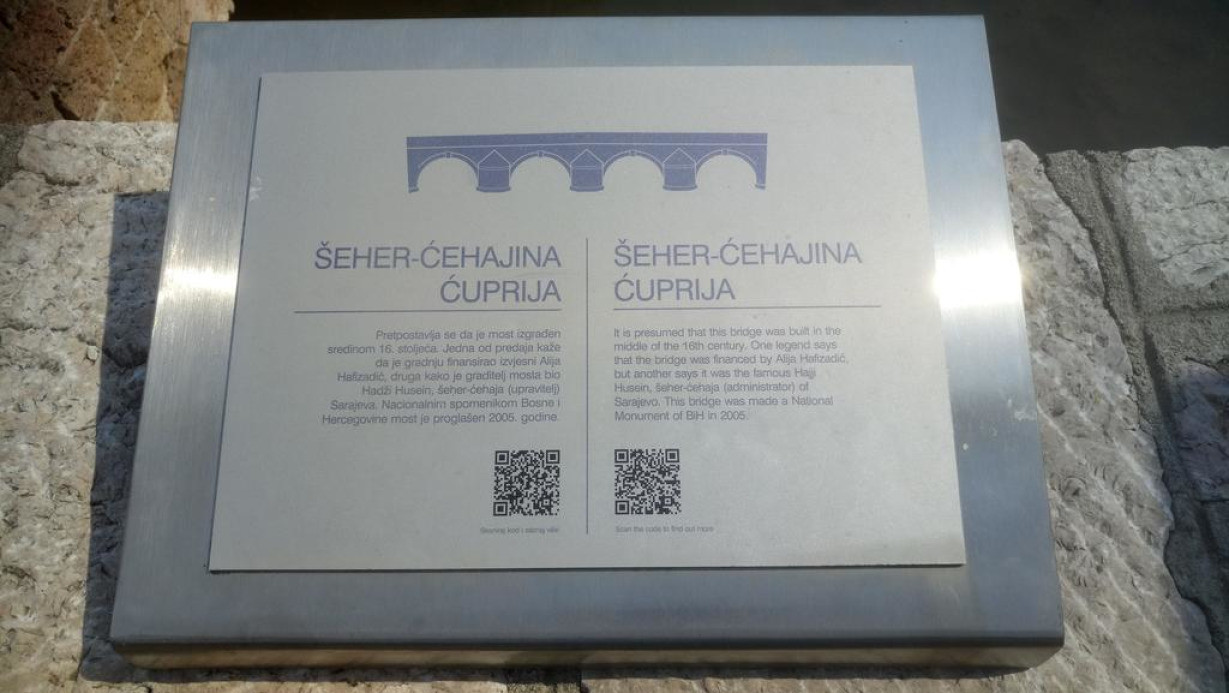 ŠEHER-ĆEHAJINA
ĆUPRIJA
Pretpostavlja se da je most izgrađen
sredinom 16. stoljeća. Jedna od predaja kaže
da je gradnju finansirao izvjesni Alija
Hafizadić, druga kako je graditelj mosta bio
Hadži Husein, šeher-ćehaja (upravitelj)
Sarajeva. Nacionalnim spomenikom Bosne i
Hercegovine most je proglašen 2005. godine.
Skeniraj kod i saznaj više
ŠEHER-ĆEHAJINA
ĆUPRIJA
It is presumed that this bridge was built in the
middle of the 16th century. One legend says
that the bridge was financed by Alija Hafizadić,
but another says it was the famous Hajji
Husein, šeher-ćehaja (administrator) of
Sarajevo. This bridge was made a National
Monument of BiH in 2005.
Scan the code to find out more